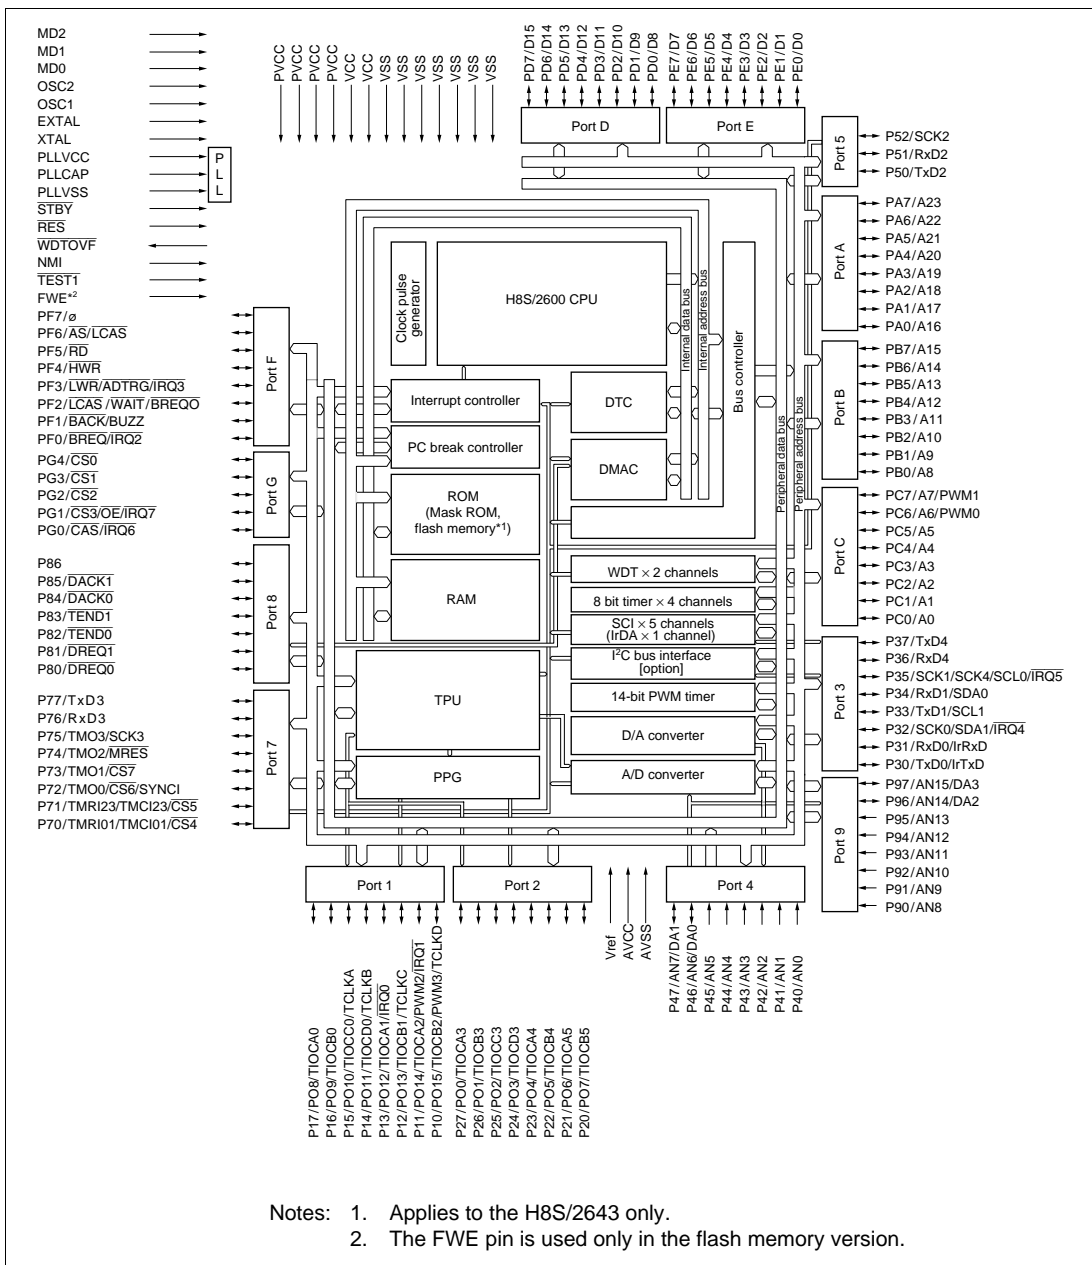 MD2
MD1
MD0
OSC2
OSC1
EXTAL
XTAL
PLLVCC
PLLCAP
PLLVSS
STBY
RES
WDTOVF
NMI
TEST1
FWE*2
P
L
L
PVCC
PVCC
PVCC
PVCC
VCC
VCC
VSS
VSS
VSS
VSS
VSS
VSS
VSS
PD7/D15
PD6/D14
PD5/D13
PD4/D12
PD3/D11
PD2/D10
PD1/D9
PD0/D8
PE7/D7
PE6/D6
PE5/D5
PE4/D4
PE3/D3
PE2/D2
PE1/D1
PE0/D0
Port D
Port E
Port 5
P52/SCK2
P51/RxD2
P50/TxD2
Port A
PA7/A23
PA6/A22
PA5/A21
PA4/A20
PA3/A19
PA2/A18
PA1/A17
PA0/A16
Port B
PB7/A15
PB6/A14
PB5/A13
PB4/A12
PB3/A11
PB2/A10
PB1/A9
PB0/A8
Port C
PC7/A7/PWM1
PC6/A6/PWM0
PC5/A5
PC4/A4
PC3/A3
PC2/A2
PC1/A1
PC0/A0
Port 3
P37/TxD4
P36/RxD4
P35/SCK1/SCK4/SCL0/IRQ5
P34/RxD1/SDA0
P33/TxD1/SCL1
P32/SCK0/SDA1/IRQ4
P31/RxD0/IrRxD
P30/TxD0/IrTxD
Port 9
P97/AN15/DA3
P96/AN14/DA2
P95/AN13
P94/AN12
P93/AN11
P92/AN10
P91/AN9
P90/AN8
PF7/ø
PF6/AS/LCAS
PF5/RD
PF4/HWR
PF3/LWR/ADTRG/IRQ3
PF2/LCAS /WAIT/BREQO
PF1/BACK/BUZZ
PF0/BREQ/IRQ2
Port F
PG4/CS0
PG3/CS1
PG2/CS2
PG1/CS3/OE/IRQ7
PG0/CAS/IRQ6
Port G
P86
P85/DACK1
P84/DACK0
P83/TEND1
P82/TEND0
P81/DREQ1
P80/DREQ0
Port 8
P77/TxD3
P76/RxD3
P75/TMO3/SCK3
P74/TMO2/MRES
P73/TMO1/CS7
P72/TMO0/CS6/SYNCI
P71/TMRI23/TMCI23/CS5
P70/TMRI01/TMCI01/CS4
Port 7
Clock pulse
generator
H8S/2600 CPU
Internal data bus
Internal address bus
Bus controller
Peripheral data bus
Peripheral address bus
Interrupt controller
PC break controller
ROM
(Mask ROM,
flash memory*1)
RAM
TPU
PPG
DTC
DMAC
WDT × 2 channels
8 bit timer × 4 channels
SCI × 5 channels
(IrDA × 1 channel)
I2C bus interface
[option]
14-bit PWM timer
D/A converter
A/D converter
Port 1
Port 2
Port 4
P17/PO8/TIOCA0
P16/PO9/TIOCB0
P15/PO10/TIOCC0/TCLKA
P14/PO11/TIOCD0/TCLKB
P13/PO12/TIOCA1/IRQ0
P12/PO13/TIOCB1/TCLKC
P11/PO14/TIOCA2/PWM2/IRQ1
P10/PO15/TIOCB2/PWM3/TCLKD
P27/PO0/TIOCA3
P26/PO1/TIOCB3
P25/PO2/TIOCC3
P24/PO3/TIOCD3
P23/PO4/TIOCA4
P22/PO5/TIOCB4
P21/PO6/TIOCA5
P20/PO7/TIOCB5
Vref
AVCC
AVSS
P47/AN7/DA1
P46/AN6/DA0
P45/AN5
P44/AN4
P43/AN3
P42/AN2
P41/AN1
P40/AN0
Notes: 1. Applies to the H8S/2643 only.
2. The FWE pin is used only in the flash memory version.